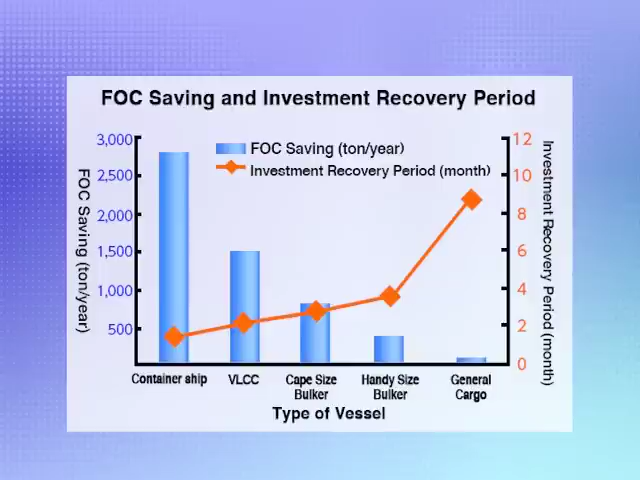 FOC Saving and Investment Recovery Period
3,000
2,500
2,000
1,500
1,000
500
FOC Saving (ton/year)
FOC Saving (ton/year)
Investment Recovery Period (month)
12
10
8
6
4
2
0
Investment Recovery Period (month)
Container ship
VLCC
Cape Size
Bulker
Handy Size
Bulker
General
Cargo
Type of Vessel